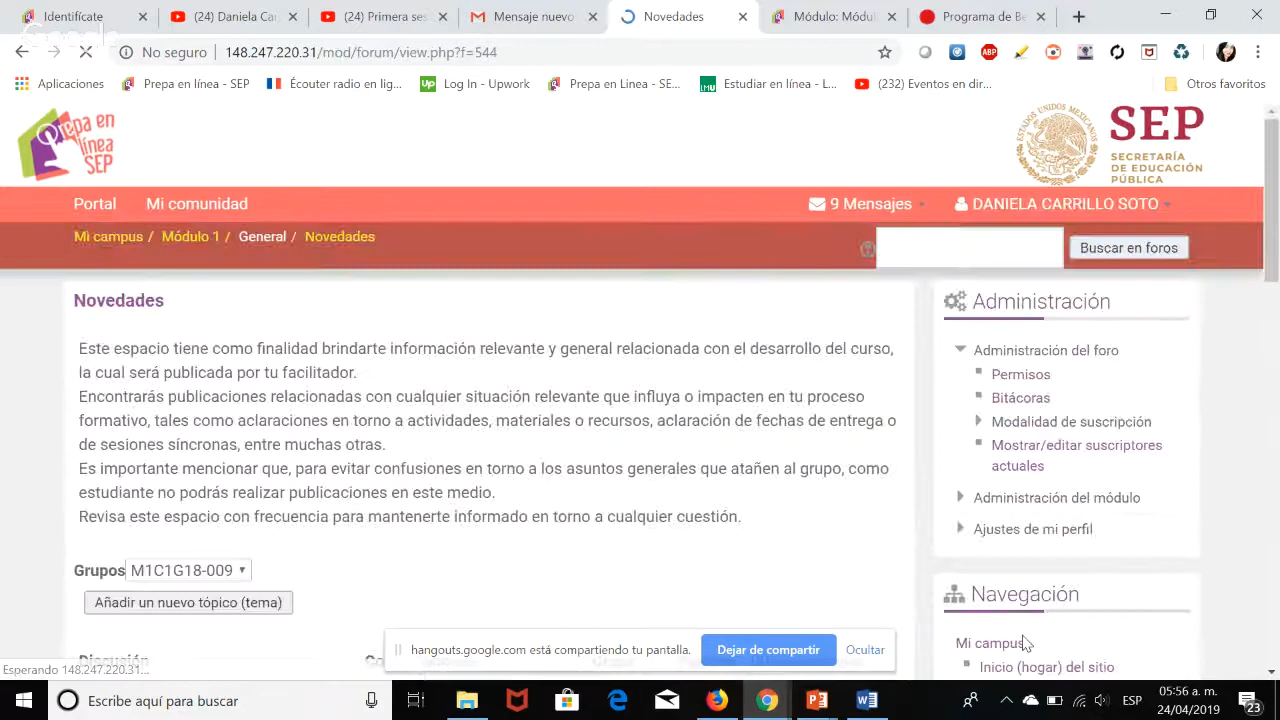 Identifícate
(24) Daniela Ca
(24) Primera ses
Mensaje nuevo
Novedades
Módulo: Módul
Programa de Be
No seguro
148.247.220.31/mod/forum/view.php?f=544
Aplicaciones
Prepa en línea - SEP
Écouter radio en lig...
Log In - Upwork
Prepa en Linea - SE...
Estudiar en línea - L...
(232) Eventos en dir...
Otros favoritos
Prepa en
línea
SEP
ESTADOS UNIDOS MEXICANOS
SEP
SECRETARÍA
DE EDUCACIÓN
PÚBLICA
Portal
Mi comunidad
9 Mensajes
DANIELA CARRILLO SOTO
Mi campus / Módulo 1 / General / Novedades
Buscar en foros
Novedades
Este espacio tiene como finalidad brindarte información relevante y general relacionada con el desarrollo del curso,
la cual será publicada por tu facilitador.
Encontrarás publicaciones relacionadas con cualquier situación relevante que influya o impacten en tu proceso
formativo, tales como aclaraciones en torno a actividades, materiales o recursos, aclaración de fechas de entrega o
de sesiones síncronas, entre muchas otras.
Es importante mencionar que, para evitar confusiones en torno a los asuntos generales que atañen al grupo, como
estudiante no podrás realizar publicaciones en este medio.
Revisa este espacio con frecuencia para mantenerte informado en torno a cualquier cuestión.
Grupos M1C1G18-009
Añadir un nuevo tópico (tema)
Discusión
Administración
Administración del foro
Permisos
Bitácoras
Modalidad de suscripción
Mostrar/editar suscriptores
actuales
Administración del módulo
Ajustes de mi perfil
Navegación
Mi campus
Inicio (hogar) del sitio
hangouts.google.com está compartiendo tu pantalla.
Dejar de compartir
Ocultar
Esperando 148.247.220.31...
Escribe aquí para buscar
ESP
05:56 a. m.
24/04/2019
23